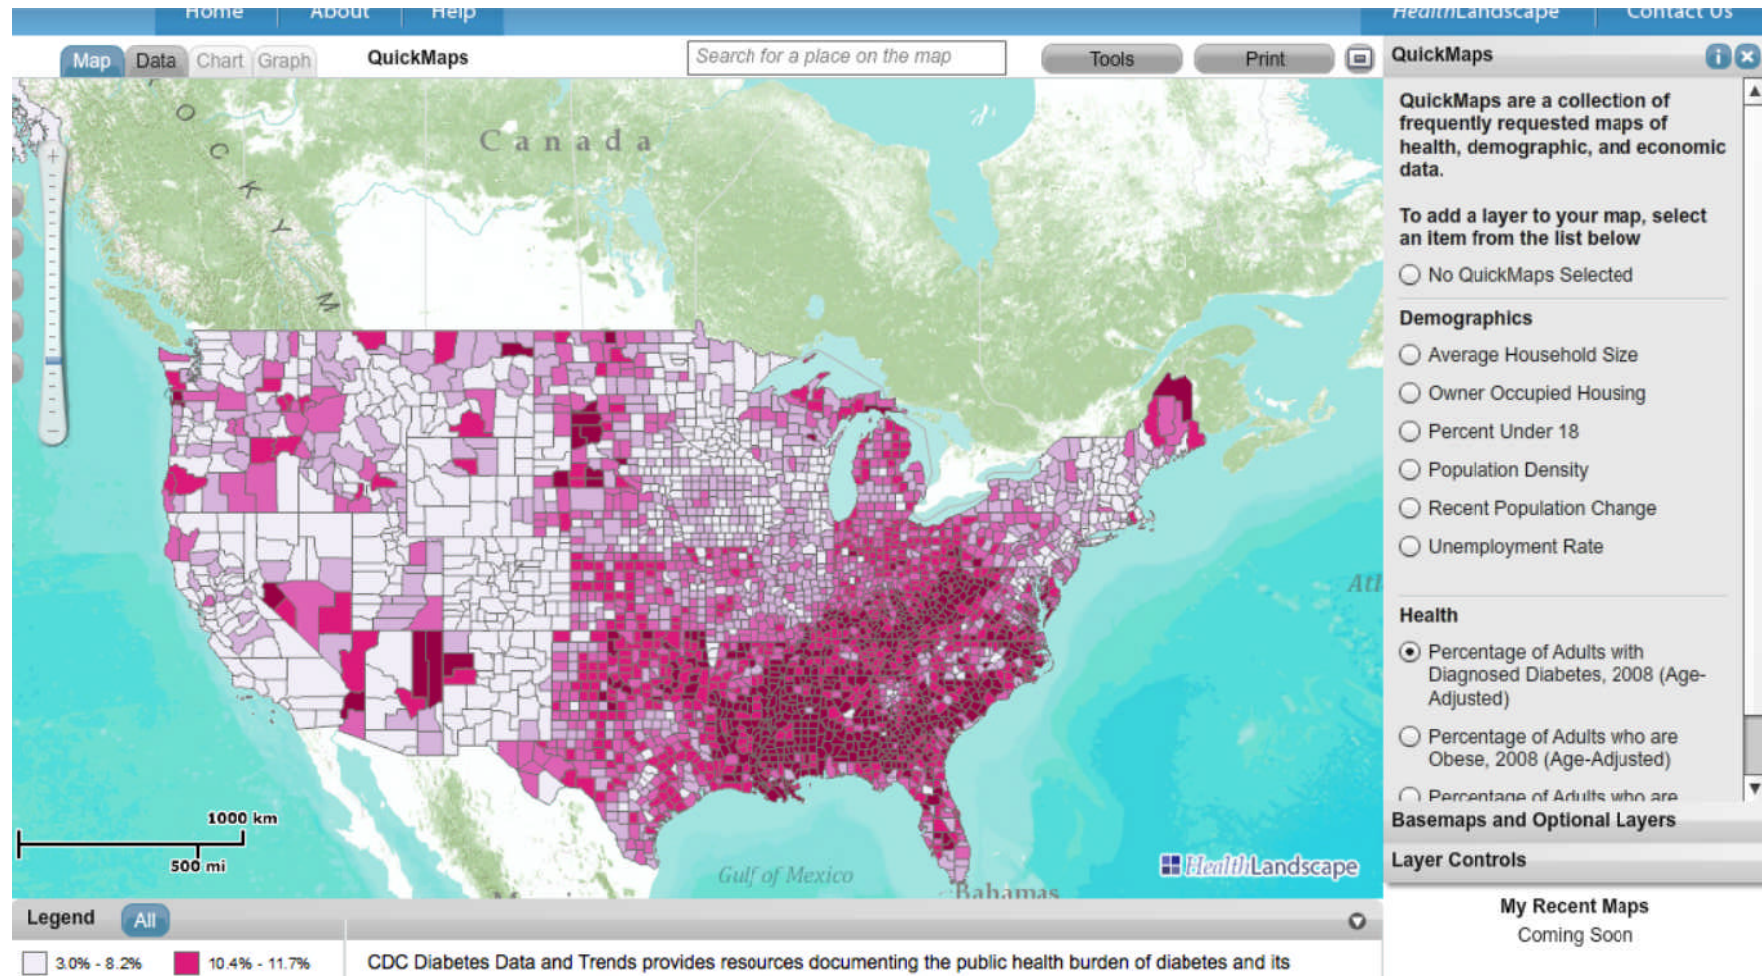 Home About Help HealthLandscape Contact Us
Map Data Chart Graph QuickMaps Search for a place on the map Tools Print QuickMaps
QuickMaps are a collection of
frequently requested maps of
health, demographic, and economic
data.
To add a layer to your map, select
an item from the list below
No QuickMaps Selected
Demographics
Average Household Size
Owner Occupied Housing
Percent Under 18
Population Density
Recent Population Change
Unemployment Rate
Health
Percentage of Adults with
Diagnosed Diabetes, 2008 (Age-
Adjusted)
Percentage of Adults who are
Obese, 2008 (Age-Adjusted)
Percentage of Adults who are
Basemaps and Optional Layers
Layer Controls
My Recent Maps
Coming Soon
O C K Y M
Canada
Atl
1000 km
500 mi
Gulf of Mexico
Bahamas
HealthLandscape
Legend All
3.0% - 8.2% 10.4% - 11.7% CDC Diabetes Data and Trends provides resources documenting the public health burden of diabetes and its